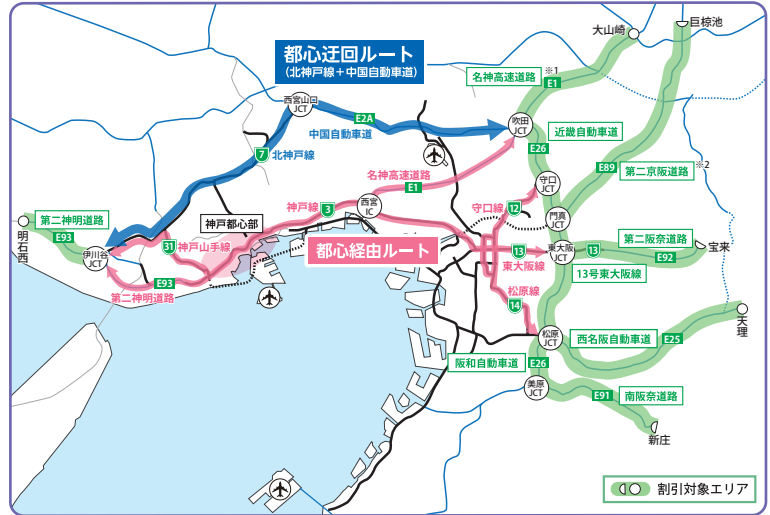 大山崎
巨椋池
都心迂回ルート
(北神戸線+中国自動車道)
名神高速道路
※1
E1
西宮山口
JCT
E2A
中国自動車道
吹田
JCT
近畿自動車道
E26
7
北神戸線
名神高速道路
E1
守口
JCT
E89
第二京阪道路
※2
明石西
第二神明道路
E93
伊川谷
JCT
31
神戸山手線
神戸都心部
神戸線
3
西宮
IC
守口線
12
門真
JCT
都心経由ルート
13
東大阪線
東大阪
JCT
13
第二阪奈道路
E92
宝来
13号東大阪線
第二神明道路
E93
松原線
14
松原
JCT
西名阪自動車道
E25
天理
阪和自動車道
E26
美原
JCT
E91
南阪奈道路
新庄
割引対象エリア